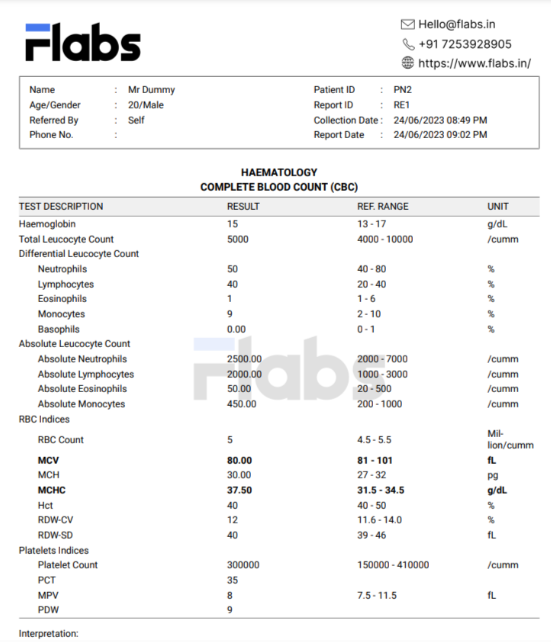 Flabs
Hello@flabs.in
+91 7253928905
https://www.flabs.in/
Name : Mr Dummy Patient ID : PN2
Age/Gender : 20/Male Report ID : RE1
Referred By : Self Collection Date : 24/06/2023 08:49 PM
Phone No. : Report Date : 24/06/2023 09:02 PM
HAEMATOLOGY
COMPLETE BLOOD COUNT (CBC)
TEST DESCRIPTION RESULT REF. RANGE UNIT
Haemoglobin 15 13 - 17 g/dL
Total Leucocyte Count 5000 4000 - 10000 /cumm
Differential Leucocyte Count
Neutrophils 50 40 - 80 %
Lymphocytes 40 20 - 40 %
Eosinophils 1 1 - 6 %
Monocytes 9 2 - 10 %
Basophils 0.00 0 - 1 %
Absolute Leucocyte Count
Flabs
Absolute Neutrophils 2500.00 2000 - 7000 /cumm
Absolute Lymphocytes 2000.00 1000 - 3000 /cumm
Absolute Eosinophils 50.00 20 - 500 /cumm
Absolute Monocytes 450.00 200 - 1000 /cumm
RBC Indices
RBC Count 5 4.5 - 5.5 Mil-
lion/cumm
MCV 80.00 81 - 101 fL
MCH 30.00 27 - 32 pg
MCHC 37.50 31.5 - 34.5 g/dL
Hct 40 40 - 50 %
RDW-CV 12 11.6 - 14.0 %
RDW-SD 40 39 - 46 fL
Platelets Indices
Platelet Count 300000 150000 - 410000 /cumm
PCT 35
MPV 8 7.5 - 11.5 fL
PDW 9
Interpretation: